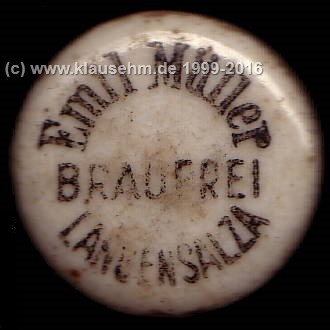 (c) www.klausehm.de 1999-2016
Emil Müller
BRAUEREI
LANGENSALZA